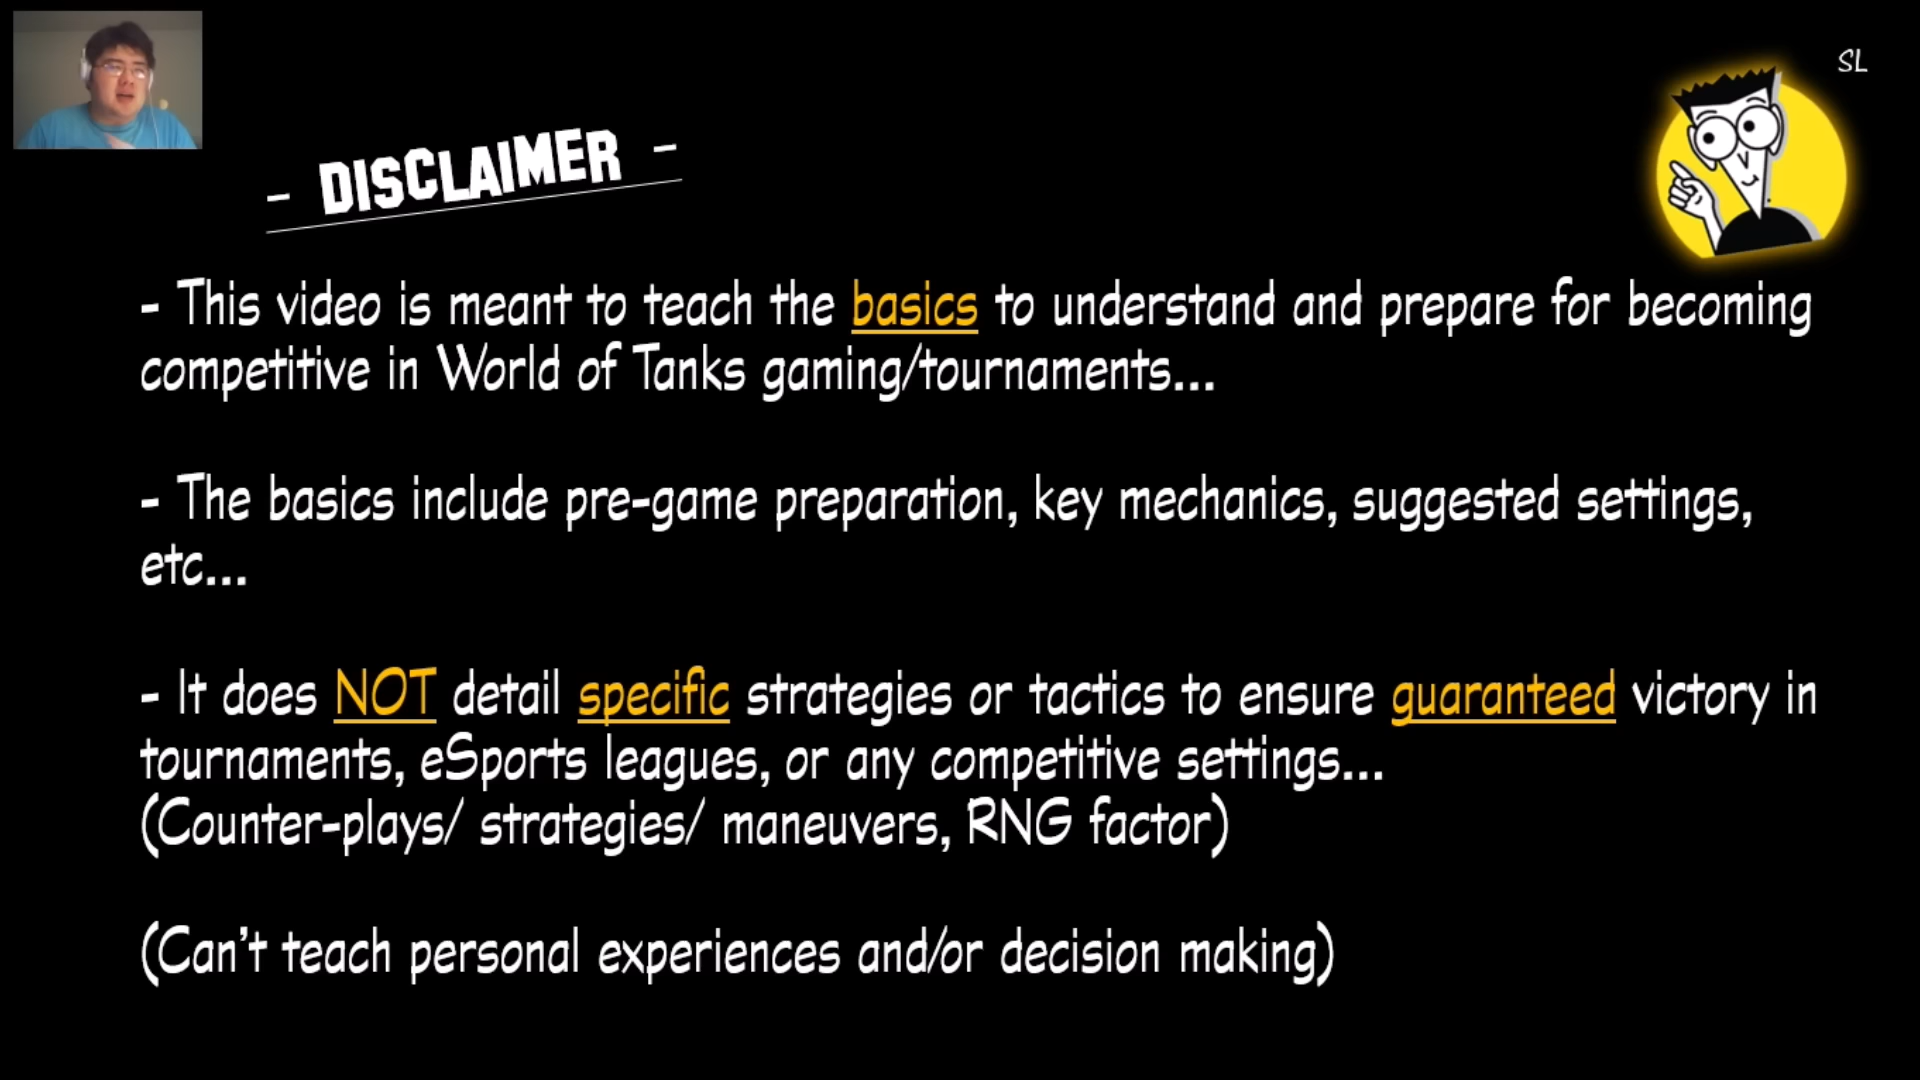 SL
- DISCLAIMER -
- This video is meant to teach the basics to understand and prepare for becoming
competitive in World of Tanks gaming/tournaments...
- The basics include pre-game preparation, key mechanics, suggested settings,
etc...
- It does NOT detail specific strategies or tactics to ensure guaranteed victory in
tournaments, eSports leagues, or any competitive settings...
(Counter-plays/ strategies/ maneuvers, RNG factor)
(Can't teach personal experiences and/or decision making)